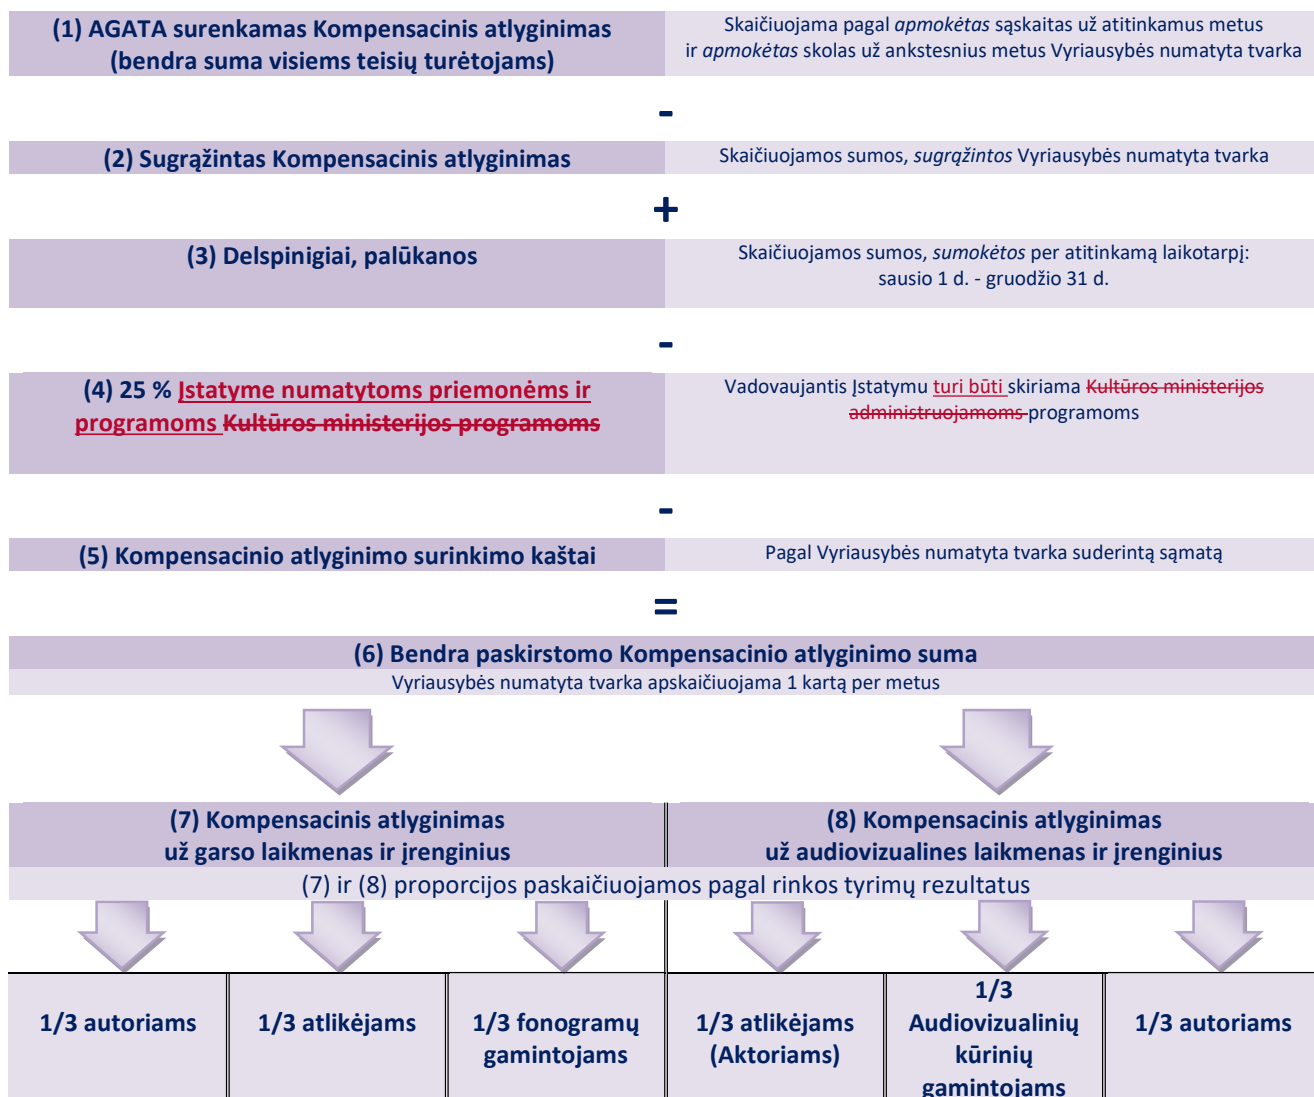 (1) AGATA surenkamas Kompensacinis atlyginimas
(bendra suma visiems teisių turėtojams)
Skaičiuojama pagal apmokėtas sąskaitas už atitinkamus metus
ir apmokėtas skolas už ankstesnius metus Vyriausybės numatyta tvarka
-
(2) Sugrąžintas Kompensacinis atlyginimas
Skaičiuojamos sumos, sugrąžintos Vyriausybės numatyta tvarka
+
(3) Delspinigiai, palūkanos
Skaičiuojamos sumos, sumokėtos per atitinkamą laikotarpį:
sausio 1 d. - gruodžio 31 d.
-
(4) 25 % Įstatyme numatytoms priemonėms ir
programoms Kultūros ministerijos programoms
Vadovaujantis Įstatymu turi būti skiriama Kultūros ministerijos
administruojamoms programoms
-
(5) Kompensacinio atlyginimo surinkimo kaštai
Pagal Vyriausybės numatyta tvarka suderintą sąmatą
=
(6) Bendra paskirstomo Kompensacinio atlyginimo suma
Vyriausybės numatyta tvarka apskaičiuojama 1 kartą per metus
(7) Kompensacinis atlyginimas
už garso laikmenas ir įrenginius
(8) Kompensacinis atlyginimas
už audiovizualines laikmenas ir įrenginius
(7) ir (8) proporcijos paskaičiuojamos pagal rinkos tyrimų rezultatus
1/3 autoriams
1/3 atlikėjams
1/3 fonogramų
gamintojams
1/3 atlikėjams
(Aktoriams)
1/3
Audiovizualinių
kūrinių
gamintojams
1/3 autoriams